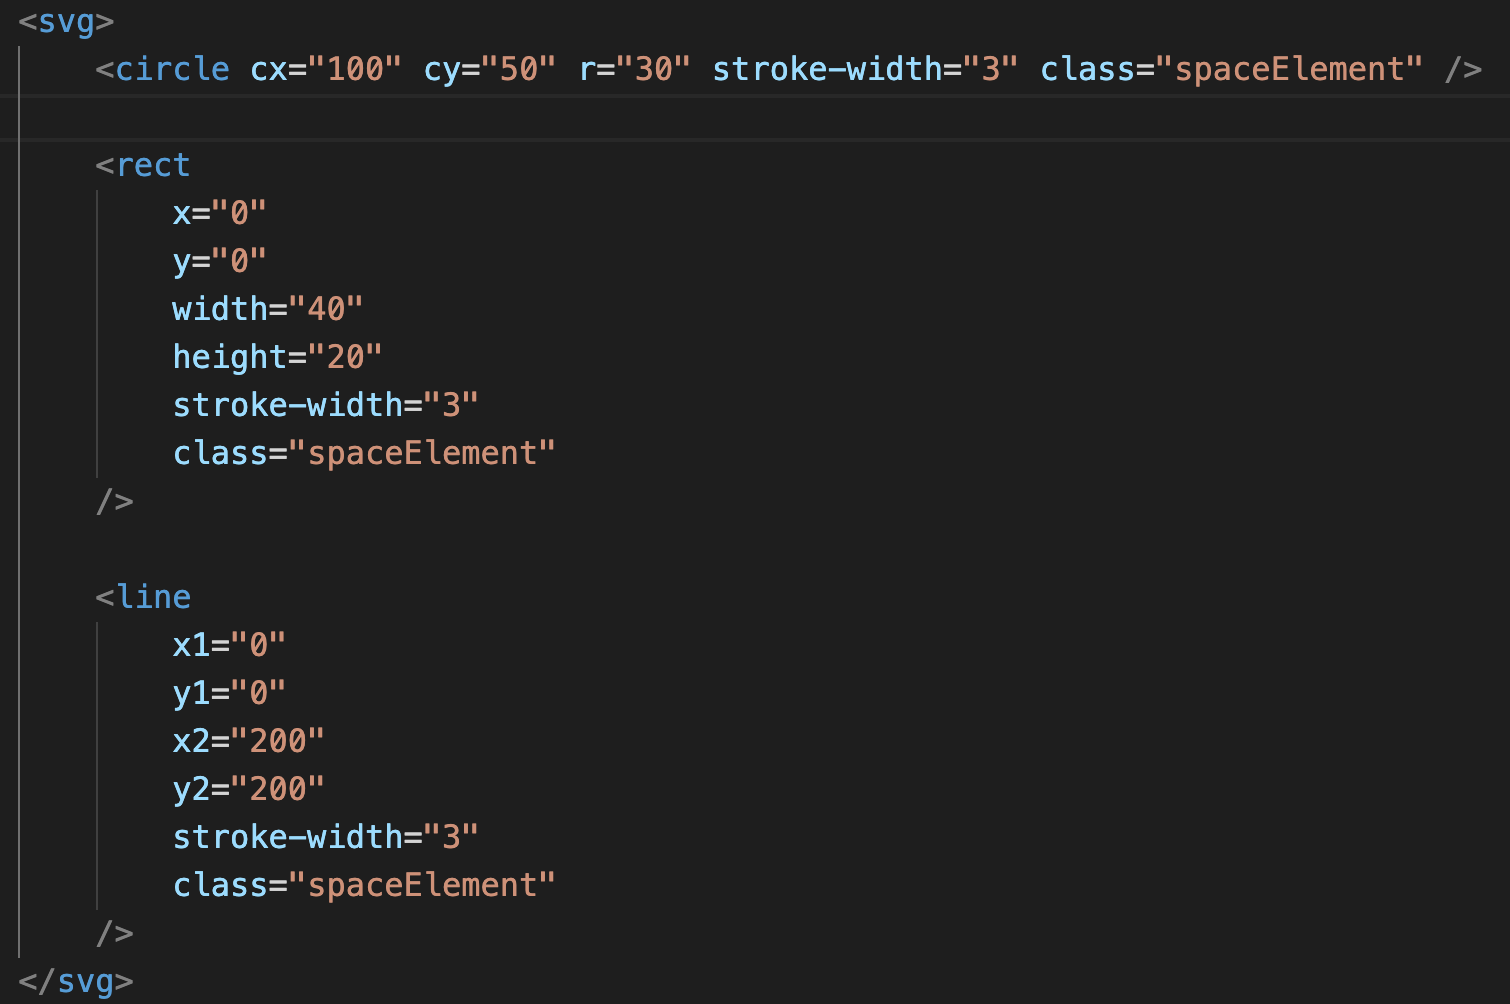 <svg>
<circle cx="100" cy="50" r="30" stroke-width="3" class="spaceElement" />
<rect
x="0"
y="0"
width="40"
height="20"
stroke-width="3"
class="spaceElement"
/>
<line
x1="0"
y1="0"
x2="200"
y2="200"
stroke-width="3"
class="spaceElement"
/>
</svg>